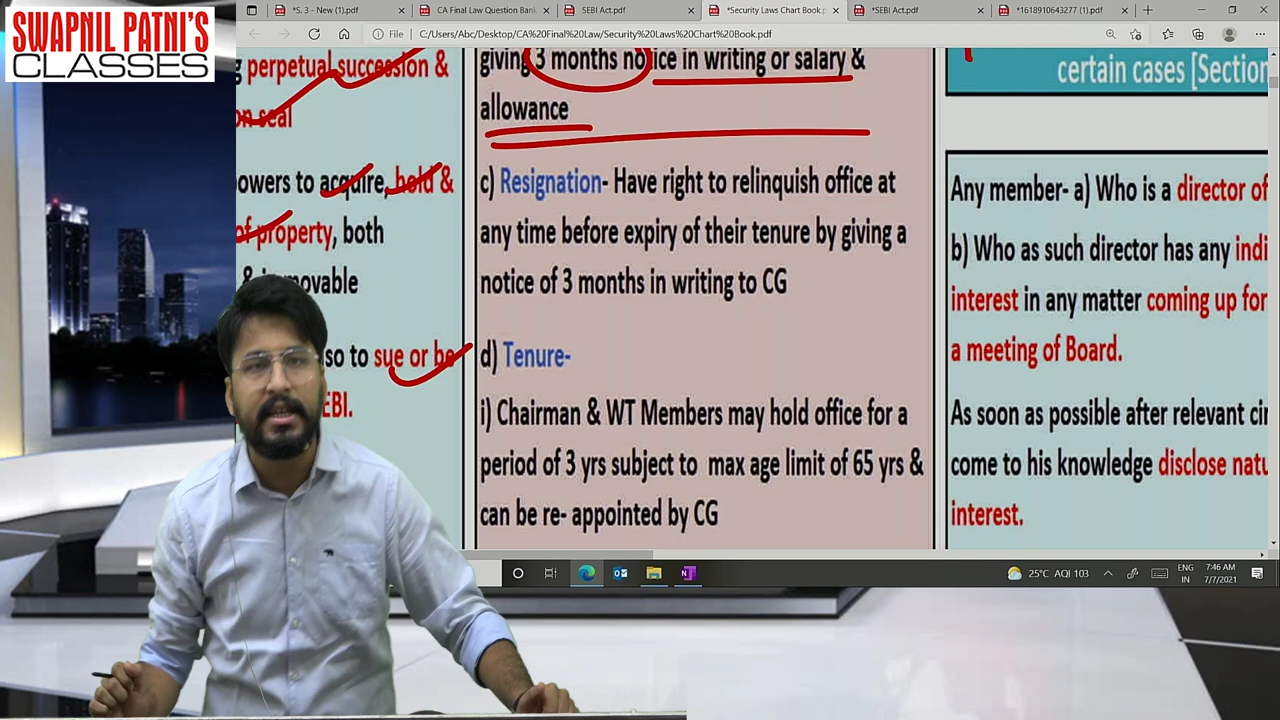 SWAPNIL PATNI'S
CLASSES
*S. 3 - New (1).pdf
CA Final Law Question Ban
SEBI Act.pdf
*Security Laws Chart Book.p
*SEBI Act.pdf
*1618910643277 (1).pdf
File
C:/Users/Abc/Desktop/CA%20Final%20Law/Security%20Laws%20Chart%20Book.pdf
g perpetual succession &
on seal
owers to acquire, hold &
of property, both
& immovable
so to sue or be
EBI.
giving 3 months notice in writing or salary &
allowance
c) Resignation- Have right to relinquish office at
any time before expiry of their tenure by giving a
notice of 3 months in writing to CG
d) Tenure-
i) Chairman & WT Members may hold office for a
period of 3 yrs subject to max age limit of 65 yrs &
can be re- appointed by CG
certain cases [Section
Any member- a) Who is a director of
b) Who as such director has any indi
interest in any matter coming up for
a meeting of Board.
As soon as possible after relevant cir
come to his knowledge disclose natu
interest.
25°C AQI 103
ENG
IN
7:46 AM
7/7/2021